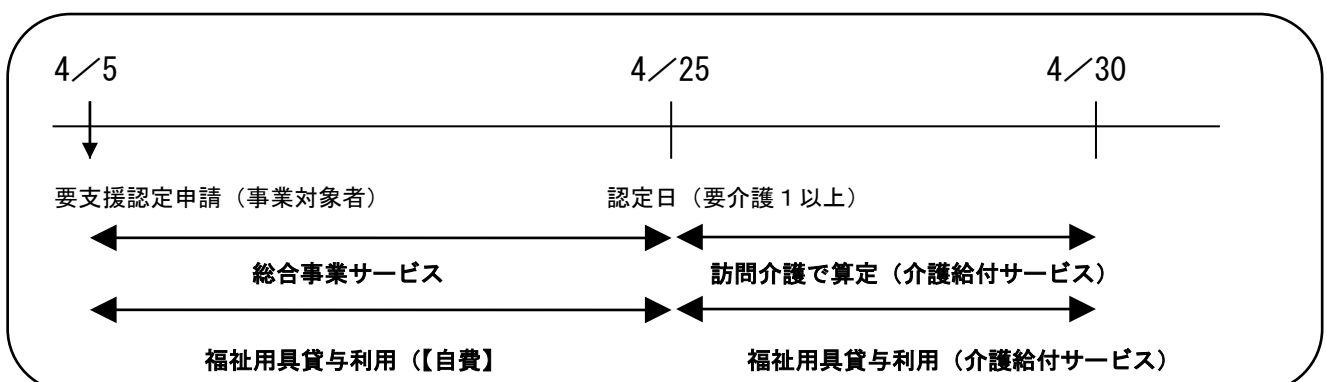 4/5 4/25 4/30
要支援認定申請（事業対象者） 認定日（要介護1以上）
総合事業サービス 訪問介護で算定（介護給付サービス）
福祉用具貸与利用（【自費】 福祉用具貸与利用（介護給付サービス）